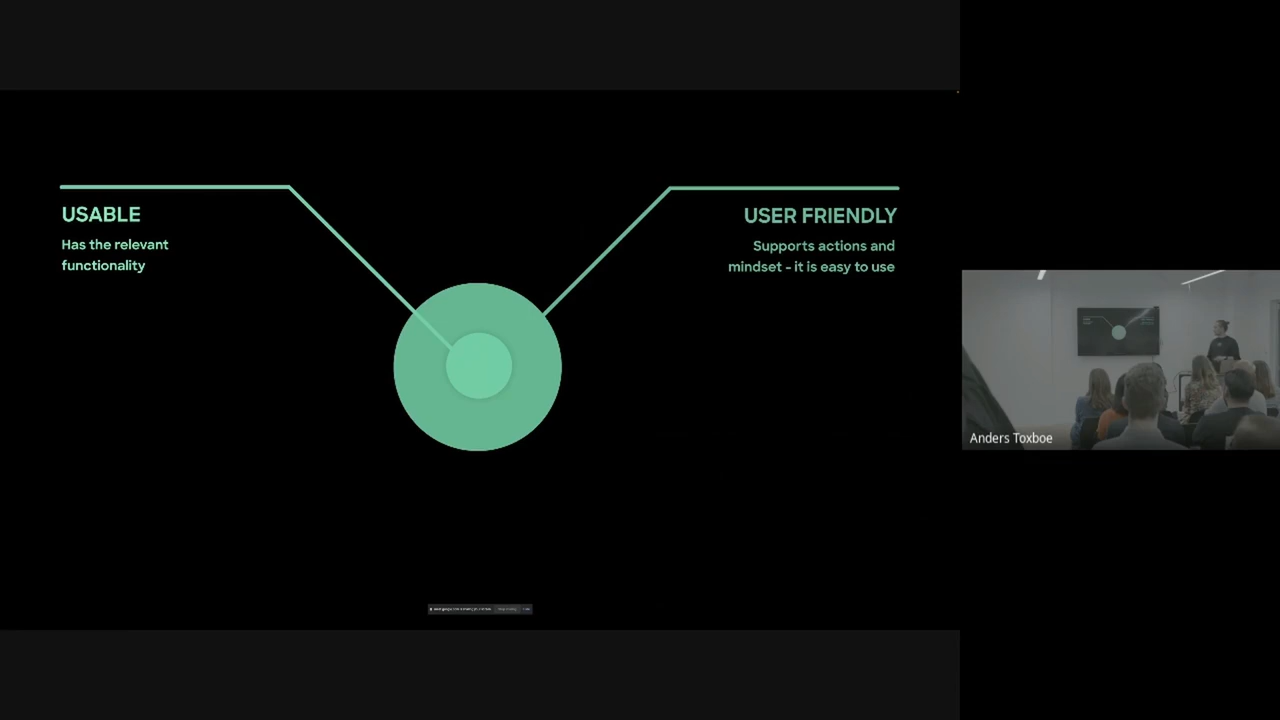 USABLE
Has the relevant
functionality
USER FRIENDLY
Supports actions and
mindset - it is easy to use
Anders Toxboe